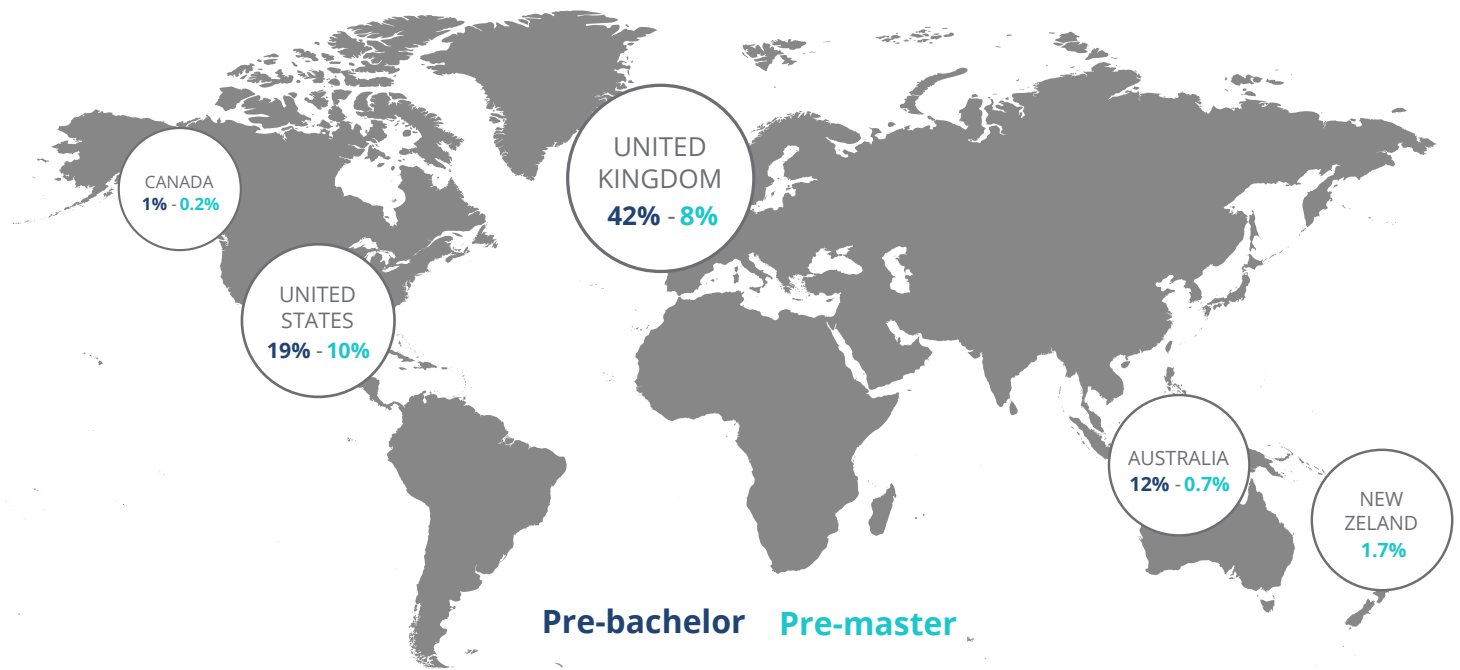 CANADA
1% - 0.2%
UNITED
STATES
19% - 10%
UNITED
KINGDOM
42% - 8%
AUSTRALIA
12% - 0.7%
NEW
ZELAND
1.7%
Pre-bachelor Pre-master